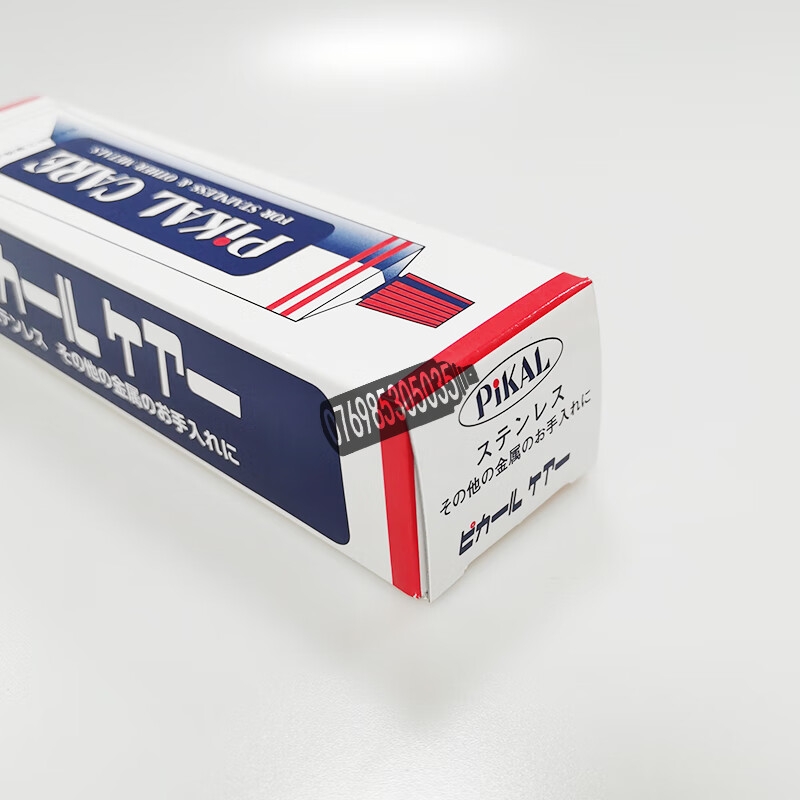 PiKAL CARE
FOR STAINLESS & OTHER METALS
カール ケアー
テンレス その他の金属のお手入れに
PiKAL
ステンレス
その他の金属のお手入れに
ピカール ケアー
076985305035